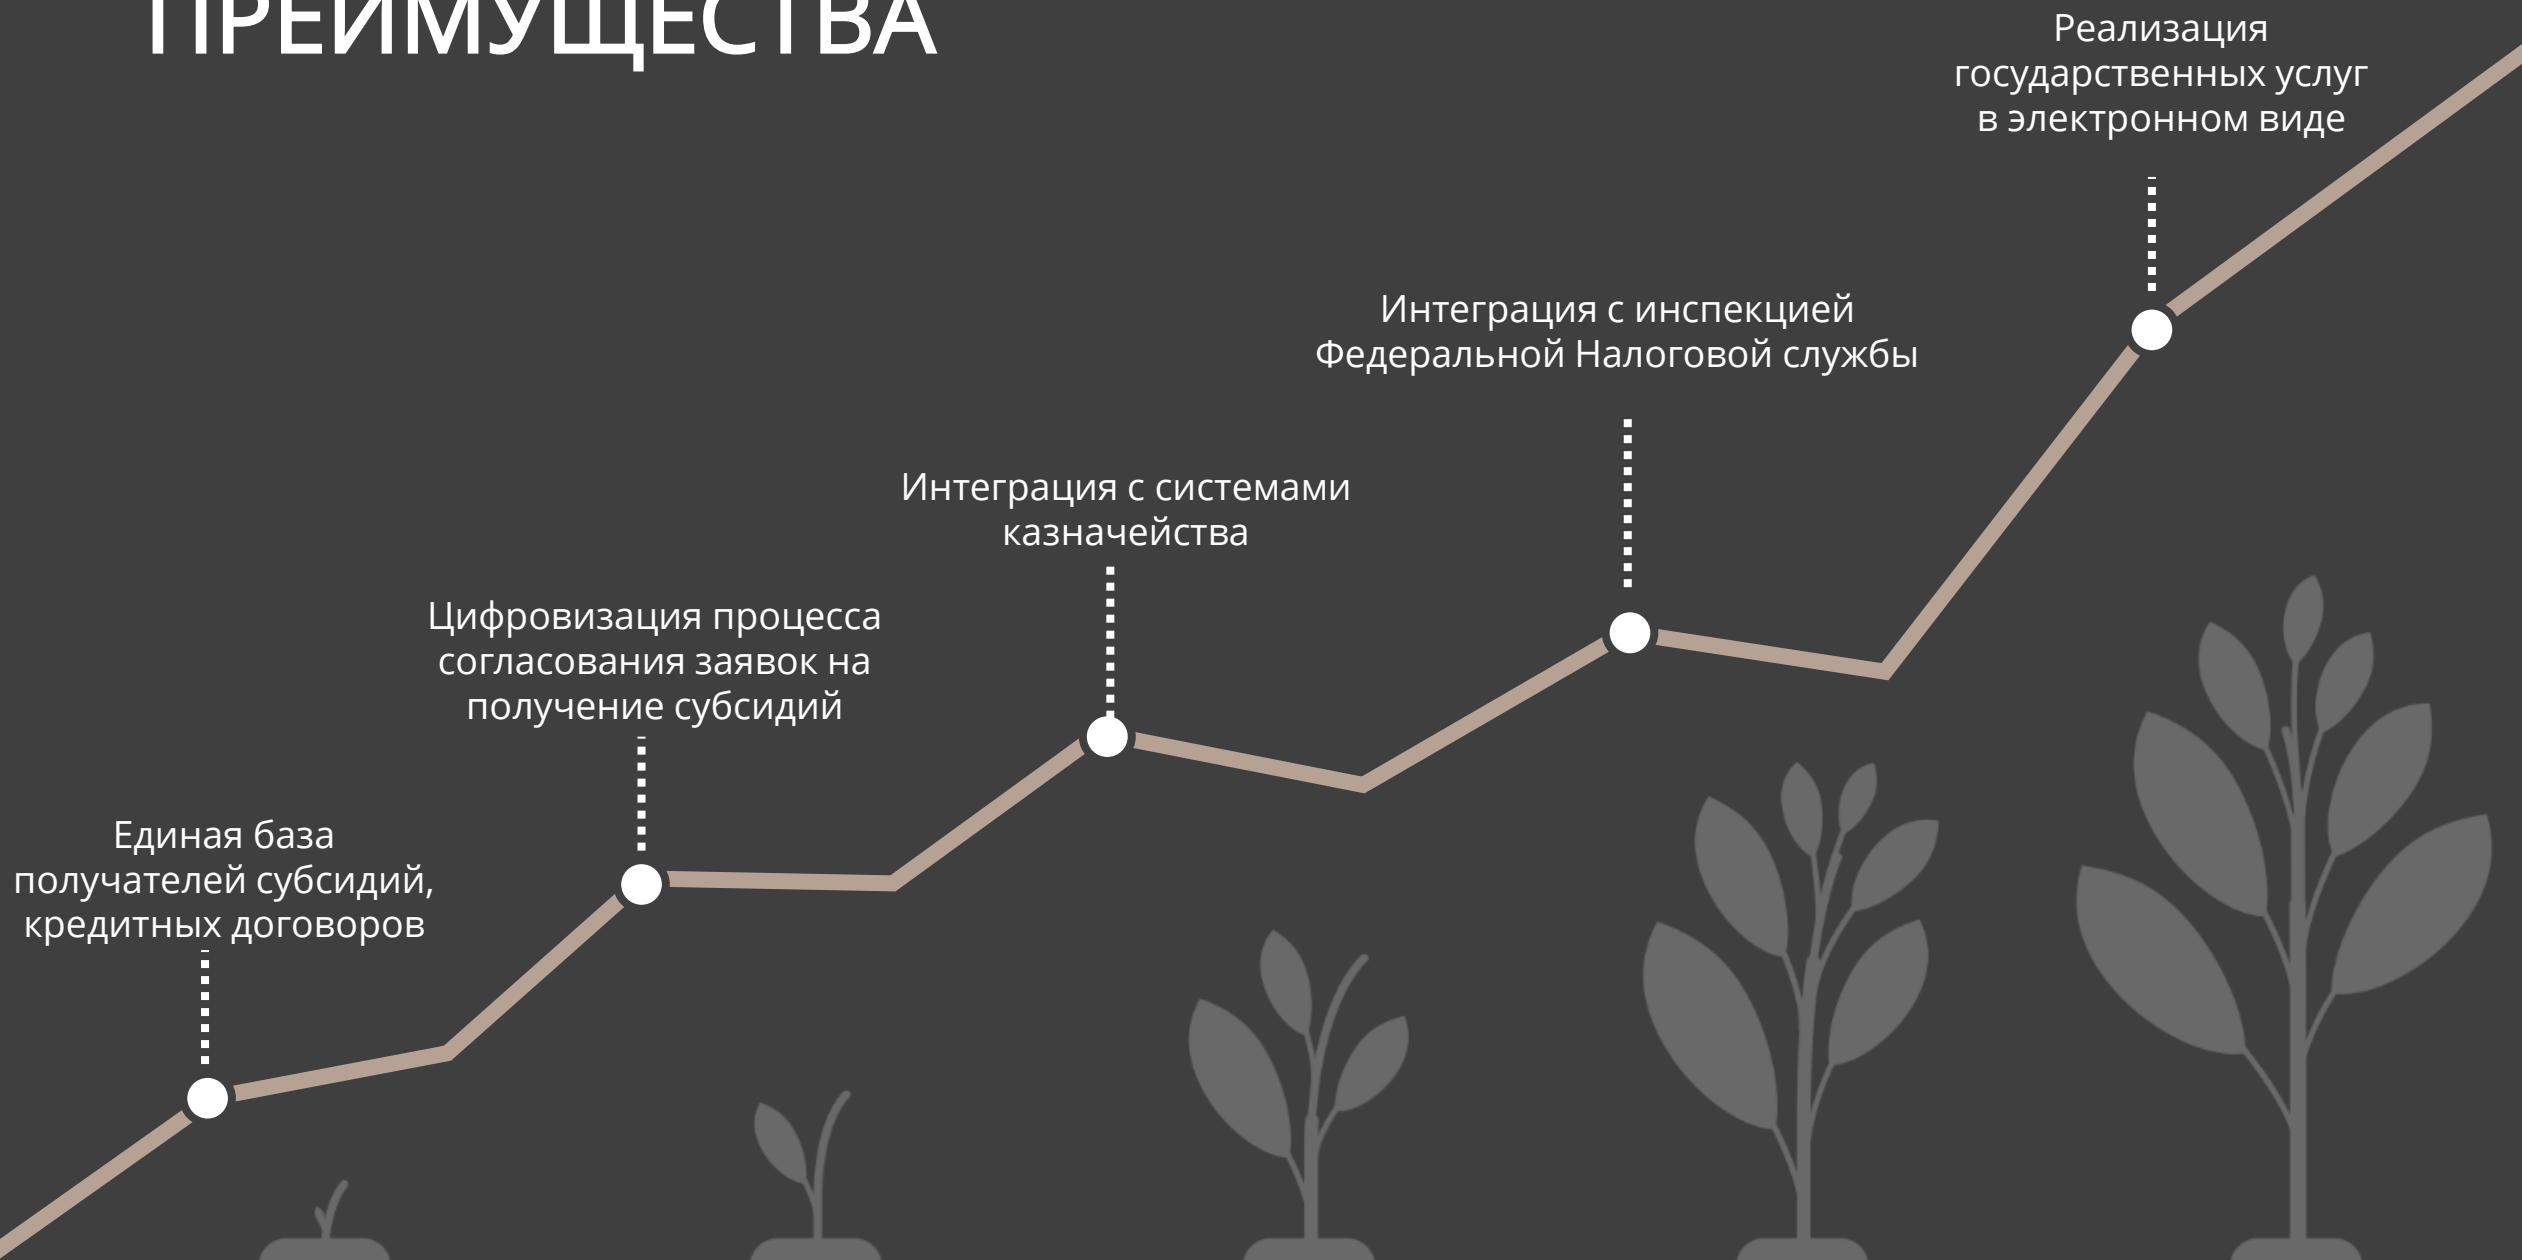 ПРЕИМУЩЕСТВА
Реализация
государственных услуг
в электронном виде
Интеграция с инспекцией
Федеральной Налоговой службы
Интеграция с системами
казначейства
Цифровизация процесса
согласования заявок на
получение субсидий
Единая база
получателей субсидий,
кредитных договоров